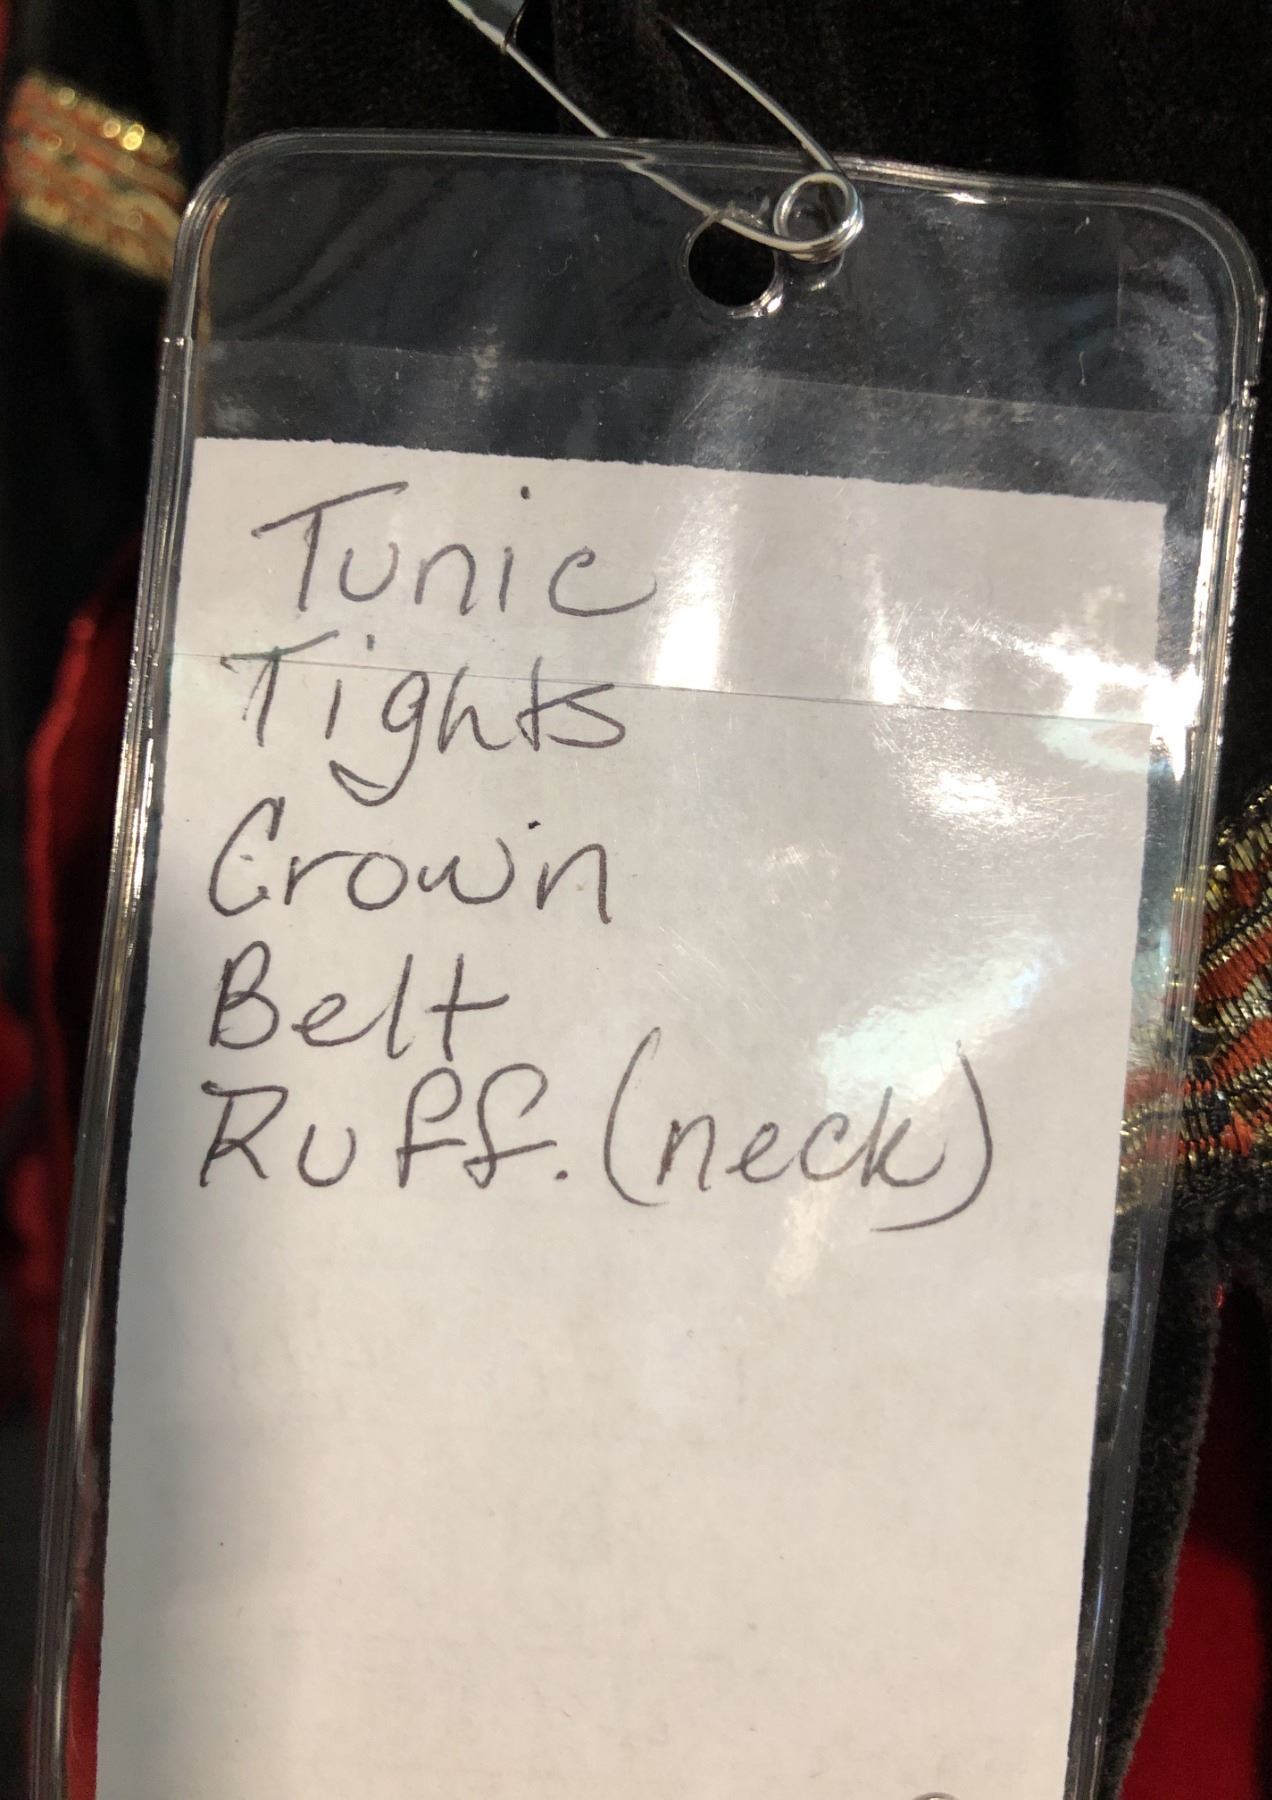 Tunic
Tights
Crown
Belt
Ruff. (neck)